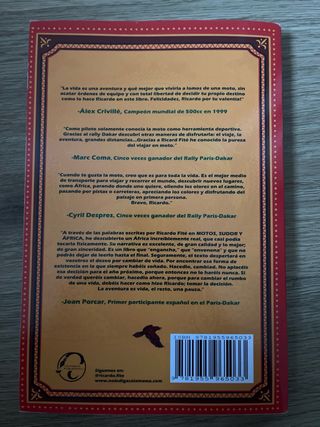 "La vida es una aventura y qué mejor que vivirla a lomos de una moto, sin
acatar órdenes de equipo y con total libertad de decidir tu propio destino
como lo hace Ricardo en este libro. Felicidades, Ricardo por tu valentía!"
-Álex Crivillé, Campeón mundial de 500cc en 1999
"Como piloto solamente conocía la moto como herramienta deportiva.
Gracias al rally Dakar descubrí otras maneras de disfrutarla: el viaje, la
aventura, grandes distancias...Gracias a Ricard Fité he conocido la pureza
del viajar en moto."
-Marc Coma, Cinco veces ganador del Rally París-Dakar
"Cuando te gusta la moto, creo que es para toda la vida. Es el mejor medio
de transporte para viajar y recorrer el mundo, descubrir nuevos lugares,
como África, parando donde uno quiere, oliendo los olores en el camino,
pasando por pistas o carreteras, apreciando los colores y disfrutando del
paisaje en primera persona.
Bravo, Ricardo."
-Cyril Despres, Cinco veces ganador del Rally París-Dakar
"A través de las palabras escritas por Ricardo Fité en MOTOS, SUDOR Y
ÁFRICA, he descubierto un África increíblemente real, que casi podía
tocarla físicamente. Su narrativa es excelente, de gran calidad y lo mejor;
de gran sinceridad. Es un libro que "engancha", que "envenena" y que no
podrás dejar de leerlo hasta el final. Seguramente, el texto despertará en
vosotros el deseo por cambiar de vida. Por encontrar esa forma de
existencia en la que siempre habéis soñado. Hacedlo, cambiad. No aplacéis
esa decisión para el año próximo, porque entonces no lo haréis nunca. Si
de verdad queréis cambiar, hacedlo ahora, porque para cambiar el rumbo
de una vida, debéis hacer como hizo Ricardo; tomar la decisión.
La aventura es vida, el resto, una pausa."
-Joan Porcar, Primer participante español en el París-Dakar
ISBN 9781955965033
9 781955 965033
Síguenos en:
@ricardo.fite
www.noledigasalamama.com